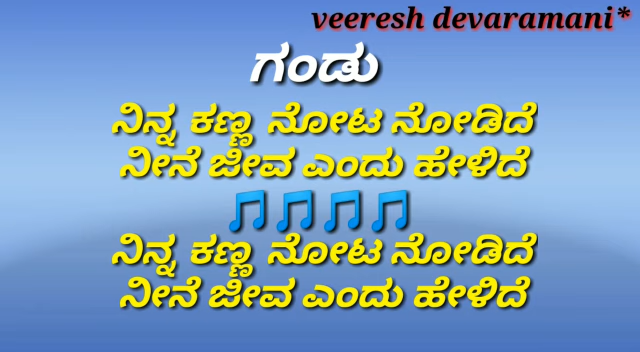 veeresh devaramani*
ಗಂಡು
ನಿನ್ನ ಕಣ್ಣ ನೋಟ ನೋಡಿದೆ
ನೀನೆ ಜೀವ ಎಂದು ಹೇಳಿದೆ
ನಿನ್ನ ಕಣ್ಣ ನೋಟ ನೋಡಿದೆ
ನೀನೆ ಜೀವ ಎಂದು ಹೇಳಿದೆ